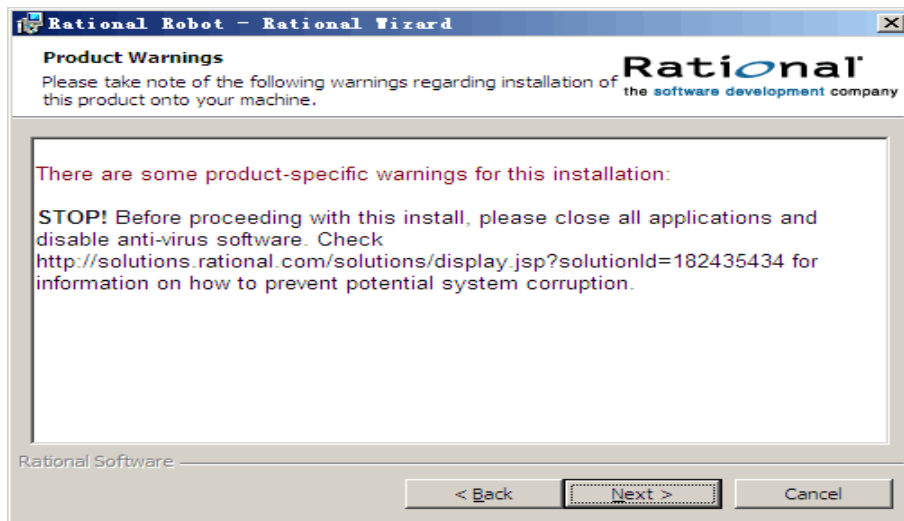 Rational Robot - Rational Wizard
Product Warnings
Please take note of the following warnings regarding installation of
this product onto your machine.
Rational
the software development company
There are some product-specific warnings for this installation:
STOP! Before proceeding with this install, please close all applications and
disable anti-virus software. Check
http://solutions.rational.com/solutions/display.jsp?solutionId=182435434 for
information on how to prevent potential system corruption.
Rational Software
< Back
Next >
Cancel